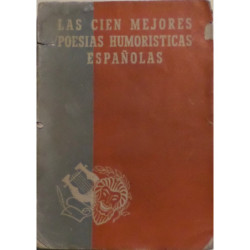 LAS CIEN MEJORES
POESIAS HUMORISTICAS
ESPAÑOLAS